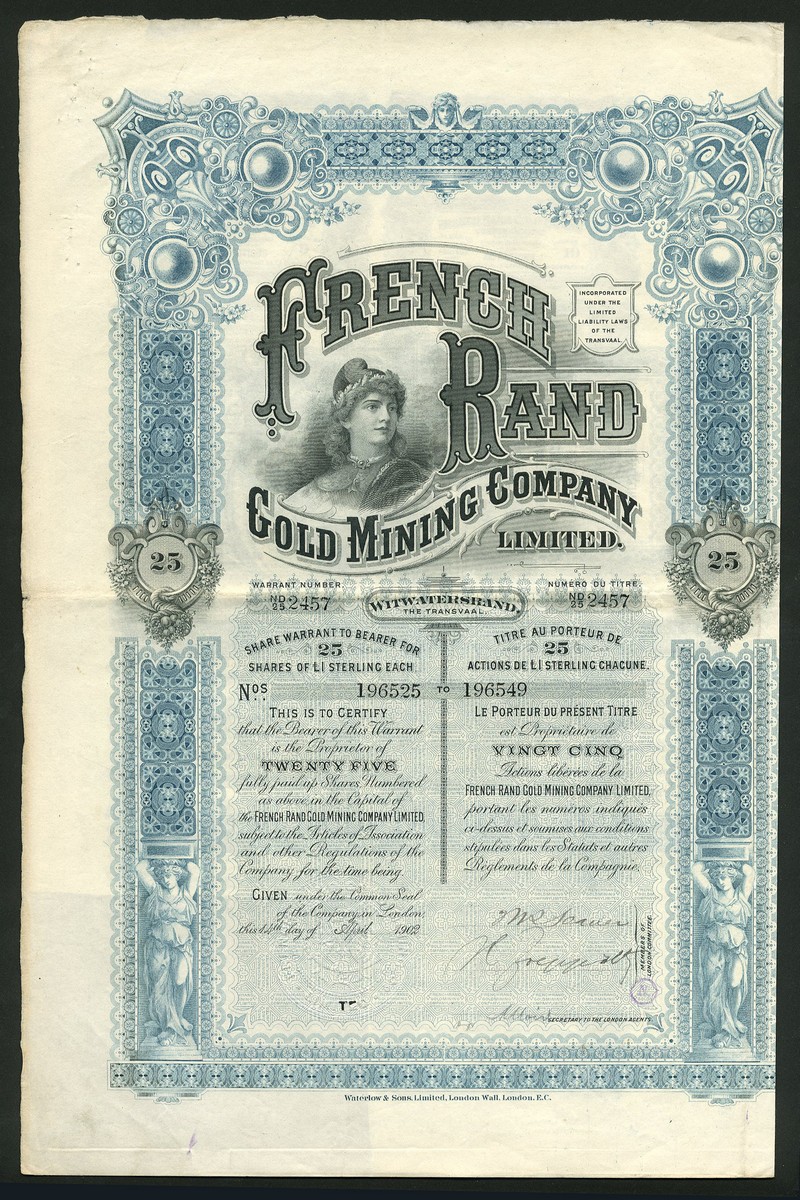 FRENCH
RAND
INCORPORATED
UNDER THE
LIMITED
LIABILITY LAWS
OF THE
TRANSVAAL.
GOLD MINING COMPANY
LIMITED.
25
25
WARRANT NUMBER.
ND
25 2457
WITWATERSRAND,
THE TRANSVAAL.
NUMÉRO DU TITRE.
ND
25 2457
SHARE WARRANT TO BEARER FOR
25
SHARES OF £1 STERLING EACH.
TITRE AU PORTEUR DE
25
ACTIONS DE £1 STERLING CHACUNE.
Nos. 196525 TO 196549
THIS IS TO CERTIFY
that the Bearer of this Warrant
is the Proprietor of
TWENTY FIVE
fully paid up Shares, Numbered
as above, in the Capital of
the FRENCH RAND GOLD MINING COMPANY LIMITED,
subject to the Articles of Association
and other Regulations of the
Company for the time being.
GIVEN under the Common Seal
of the Company, in London,
this 14th day of April 1902
LE PORTEUR DU PRÉSENT TITRE
est Propriétaire de
VINGT CINQ
Actions libérées de la
FRENCH RAND GOLD MINING COMPANY LIMITED,
portant les numeros indiqués
ci-dessus et soumises aux conditions
stipulées dans les Statuts et autres
Règlements de la Compagnie.
MEMBERS OF
LONDON COMMITTEE.
SECRETARY TO THE LONDON AGENTS.
Waterlow & Sons, Limited, London Wall, London, E.C.